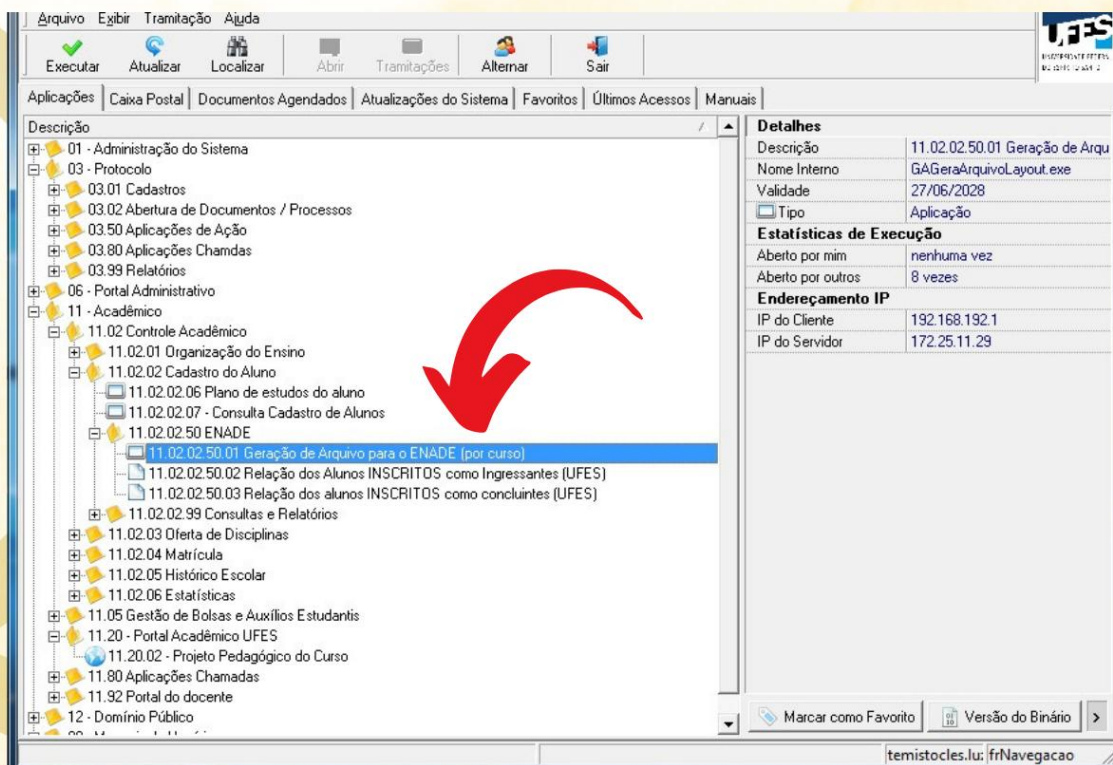 Arquivo Exibir Tramitação Ajuda
Executar Atualizar Localizar Abrir Tramitações Alternar Sair
UFES
Aplicações Caixa Postal Documentos Agendados Atualizações do Sistema Favoritos Últimos Acessos Manuais
Descrição
01 - Administração do Sistema
03 - Protocolo
03.01 Cadastros
03.02 Abertura de Documentos / Processos
03.50 Aplicações de Ação
03.80 Aplicações Chamdas
03.99 Relatórios
06 - Portal Administrativo
11 - Acadêmico
11.02 Controle Acadêmico
11.02.01 Organização do Ensino
11.02.02 Cadastro do Aluno
11.02.02.06 Plano de estudos do aluno
11.02.02.07 - Consulta Cadastro de Alunos
11.02.02.50 ENADE
11.02.02.50.01 Geração de Arquivo para o ENADE (por curso)
11.02.02.50.02 Relação dos Alunos INSCRITOS como Ingressantes (UFES)
11.02.02.50.03 Relação dos alunos INSCRITOS como concluintes (UFES)
11.02.02.99 Consultas e Relatórios
11.02.03 Oferta de Disciplinas
11.02.04 Matrícula
11.02.05 Histórico Escolar
11.02.06 Estatísticas
11.05 Gestão de Bolsas e Auxílios Estudantis
11.20 - Portal Acadêmico UFES
11.20.02 - Projeto Pedagógico do Curso
11.80 Aplicações Chamadas
11.92 Portal do docente
12 - Domínio Público
Detalhes
Descrição 11.02.02.50.01 Geração de Arqu
Nome Interno GAGeraArquivoLayout.exe
Validade 27/06/2028
Tipo Aplicação
Estatísticas de Execução
Aberto por mim nenhuma vez
Aberto por outros 8 vezes
Endereçamento IP
IP do Cliente 192.168.192.1
IP do Servidor 172.25.11.29
Marcar como Favorito Versão do Binário
temistocles.lu: frNavegacao